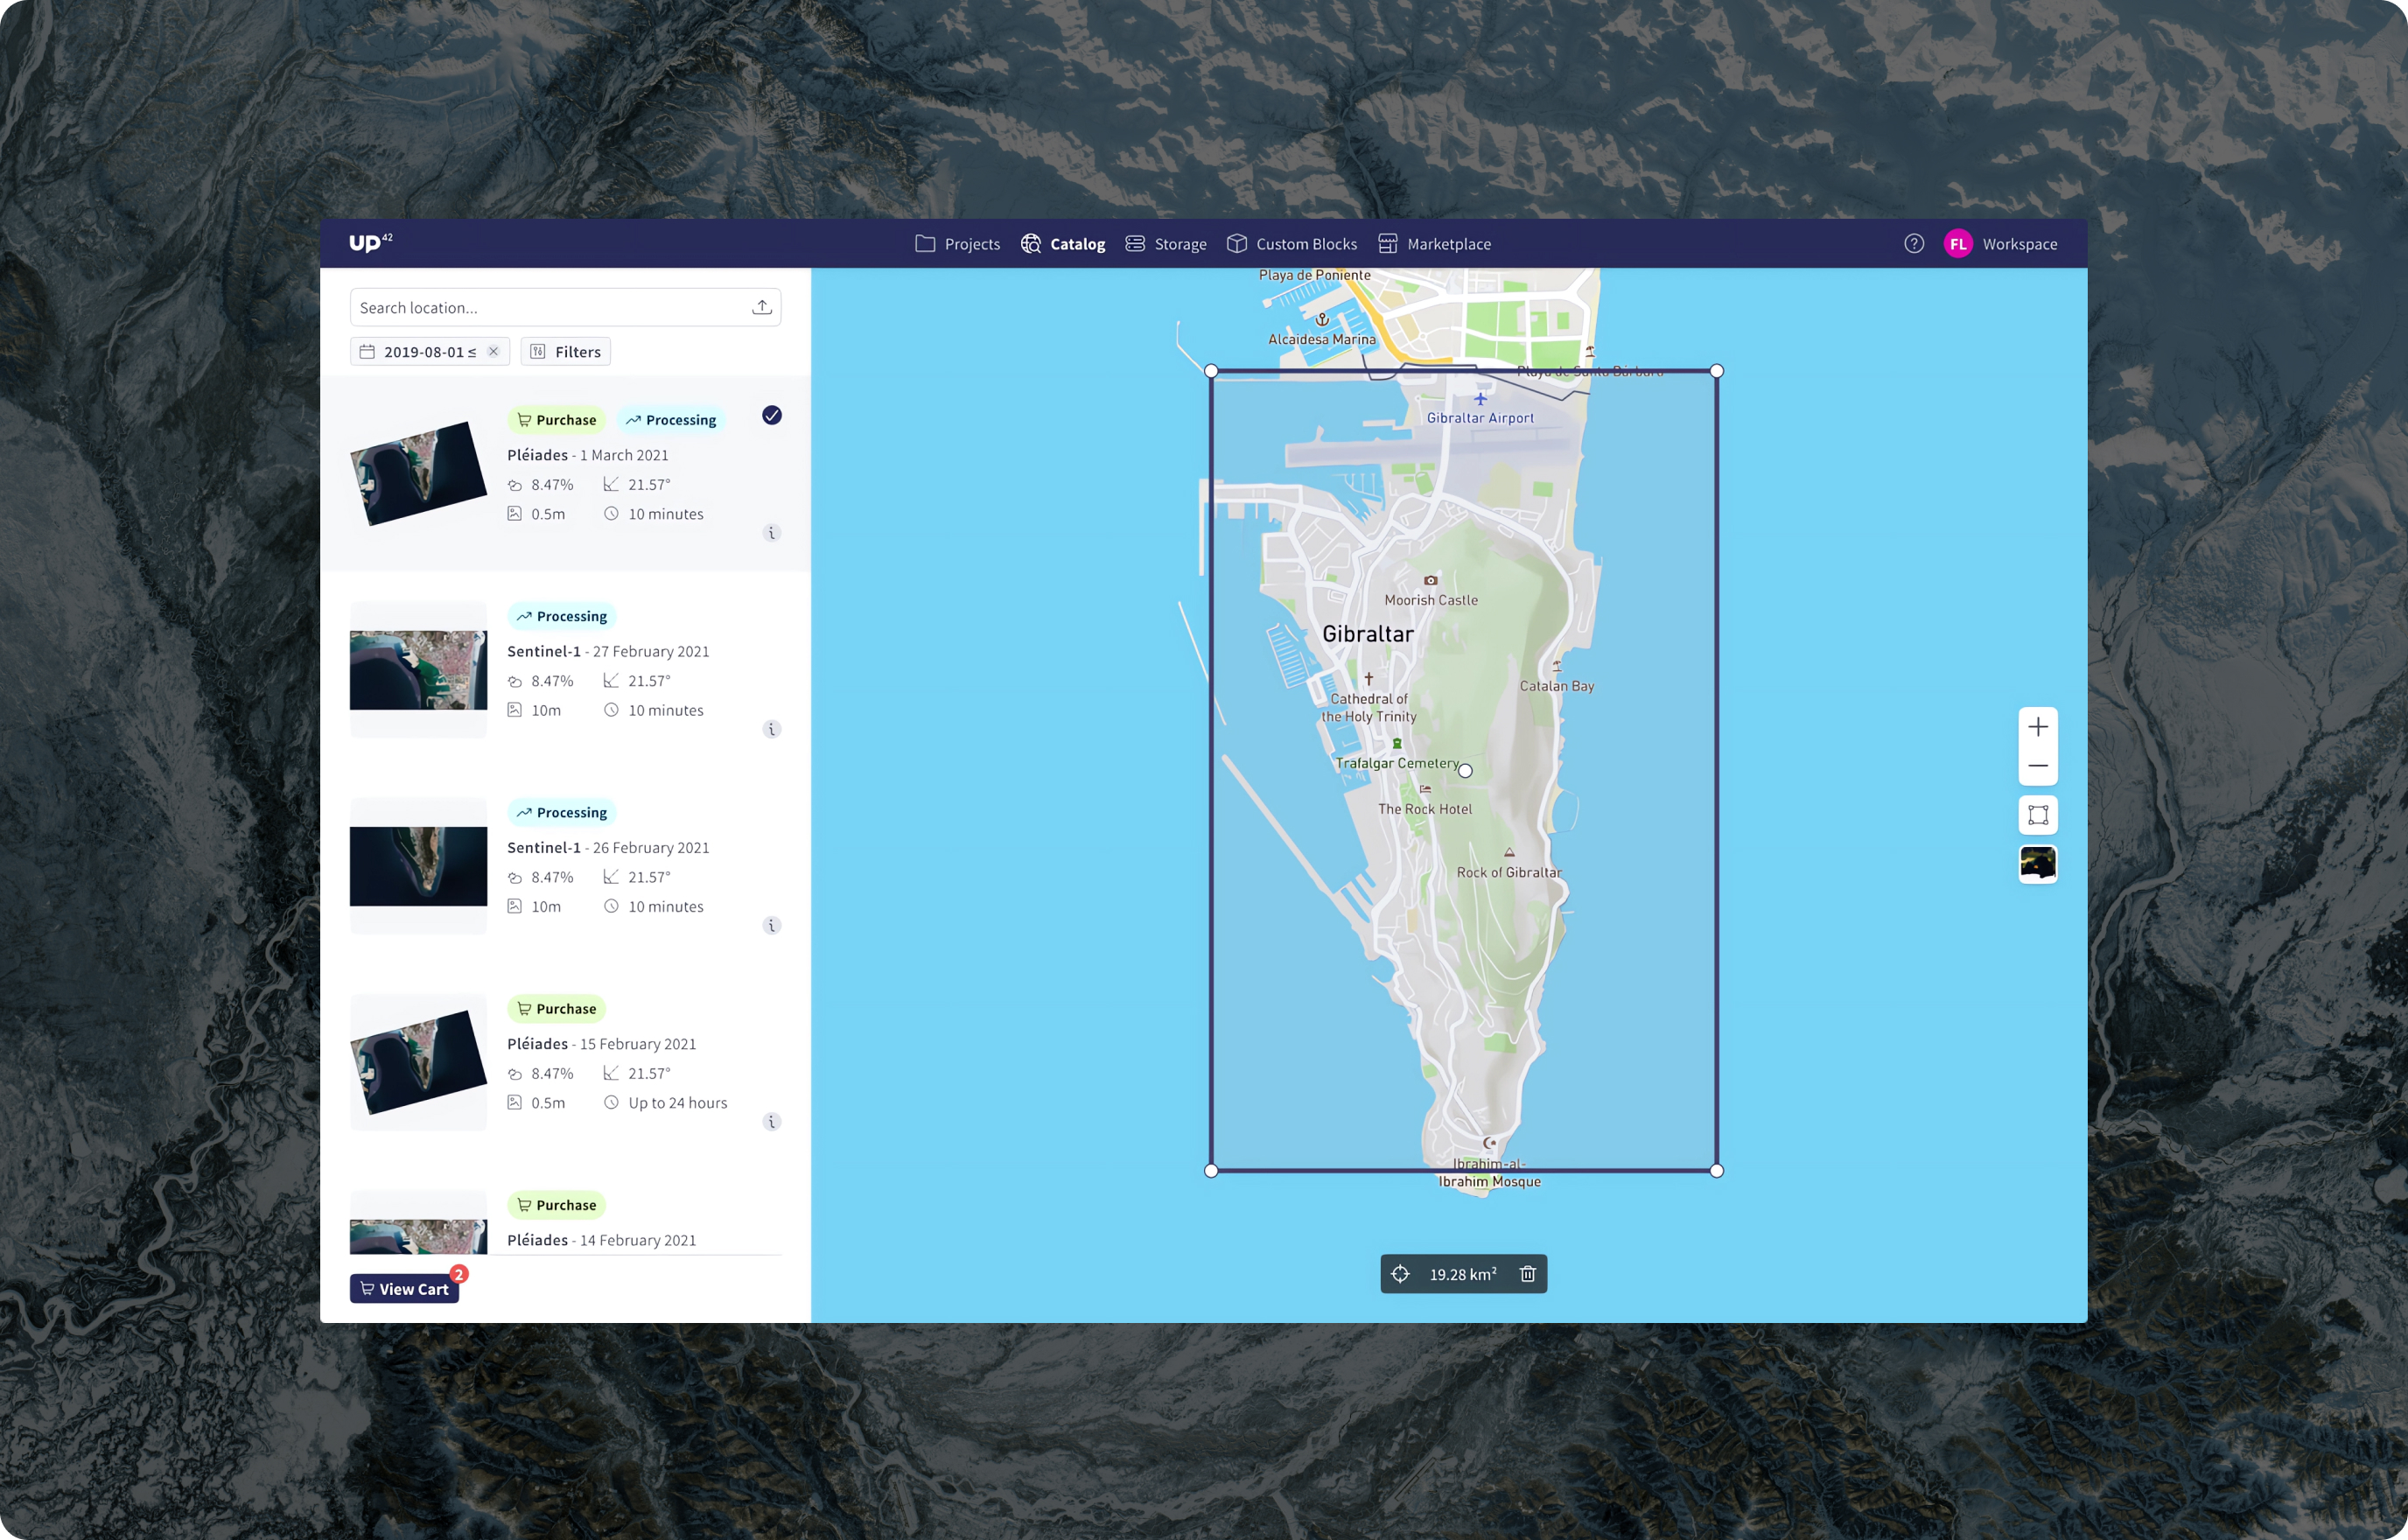 UP42
Projects
Catalog
Storage
Custom Blocks
Marketplace
?
FL
Workspace
Search location...
2019-08-01 ≤
Filters
Purchase
Processing
Pléiades - 1 March 2021
8.47%
21.57°
0.5m
10 minutes
i
Processing
Sentinel-1 - 27 February 2021
8.47%
21.57°
10m
10 minutes
i
Processing
Sentinel-1 - 26 February 2021
8.47%
21.57°
10m
10 minutes
i
Purchase
Pléiades - 15 February 2021
8.47%
21.57°
0.5m
Up to 24 hours
i
Purchase
Pléiades - 14 February 2021
View Cart
2
Playa de Poniente
Alcaidesa Marina
Playa de Santa Bárbara
Gibraltar Airport
Moorish Castle
Gibraltar
Catalan Bay
Cathedral of
the Holy Trinity
Trafalgar Cemetery
The Rock Hotel
Rock of Gibraltar
Ibrahim-al-
Ibrahim Mosque
19.28 km²